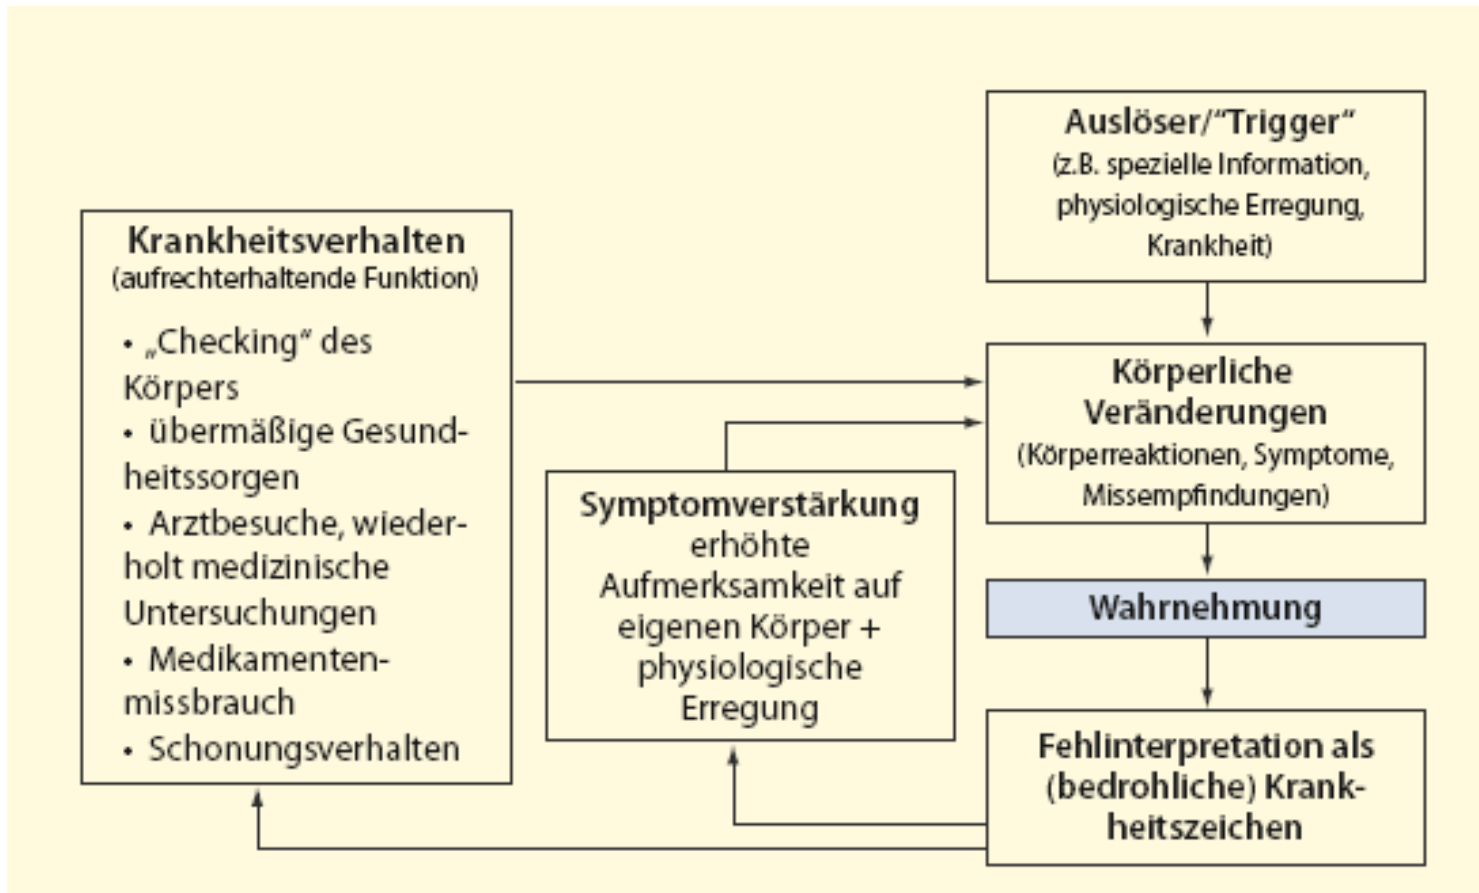 Auslöser/“Trigger“
(z.B. spezielle Information,
physiologische Erregung,
Krankheit)
Krankheitsverhalten
(aufrechterhaltende Funktion)
• „Checking“ des
Körpers
• übermäßige Gesund-
heitssorgen
• Arztbesuche, wieder-
holt medizinische
Untersuchungen
• Medikamenten-
missbrauch
• Schonungsverhalten
Körperliche
Veränderungen
(Körperreaktionen, Symptome,
Missempfindungen)
Symptomverstärkung
erhöhte
Aufmerksamkeit auf
eigenen Körper +
physiologische
Erregung
Wahrnehmung
Fehlinterpretation als
(bedrohliche) Krank-
heitszeichen